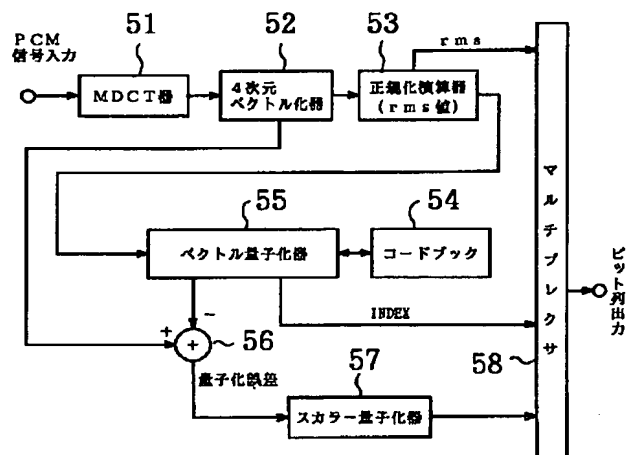 PCM
信号入力
51
MDCT器
52
4次元
ベクトル化器
53
正規化演算器
(rms値)
rms
55
ベクトル量子化器
54
コードブック
INDEX
+
−
+
56
量子化誤差
57
スカラー量子化器
58
マルチプレクサ
ビット列出力